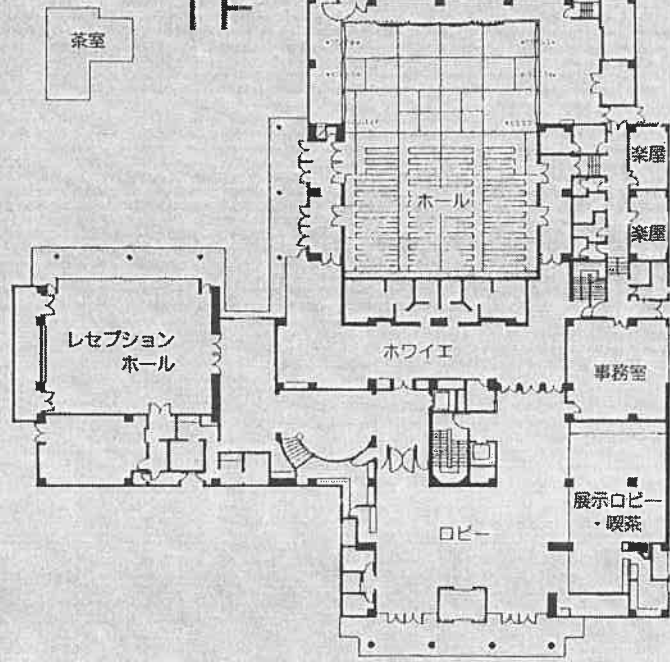 茶室
楽屋
ホール
楽屋
レセプション
ホール
ホワイエ
事務室
展示ロビー
・喫茶
ロビー